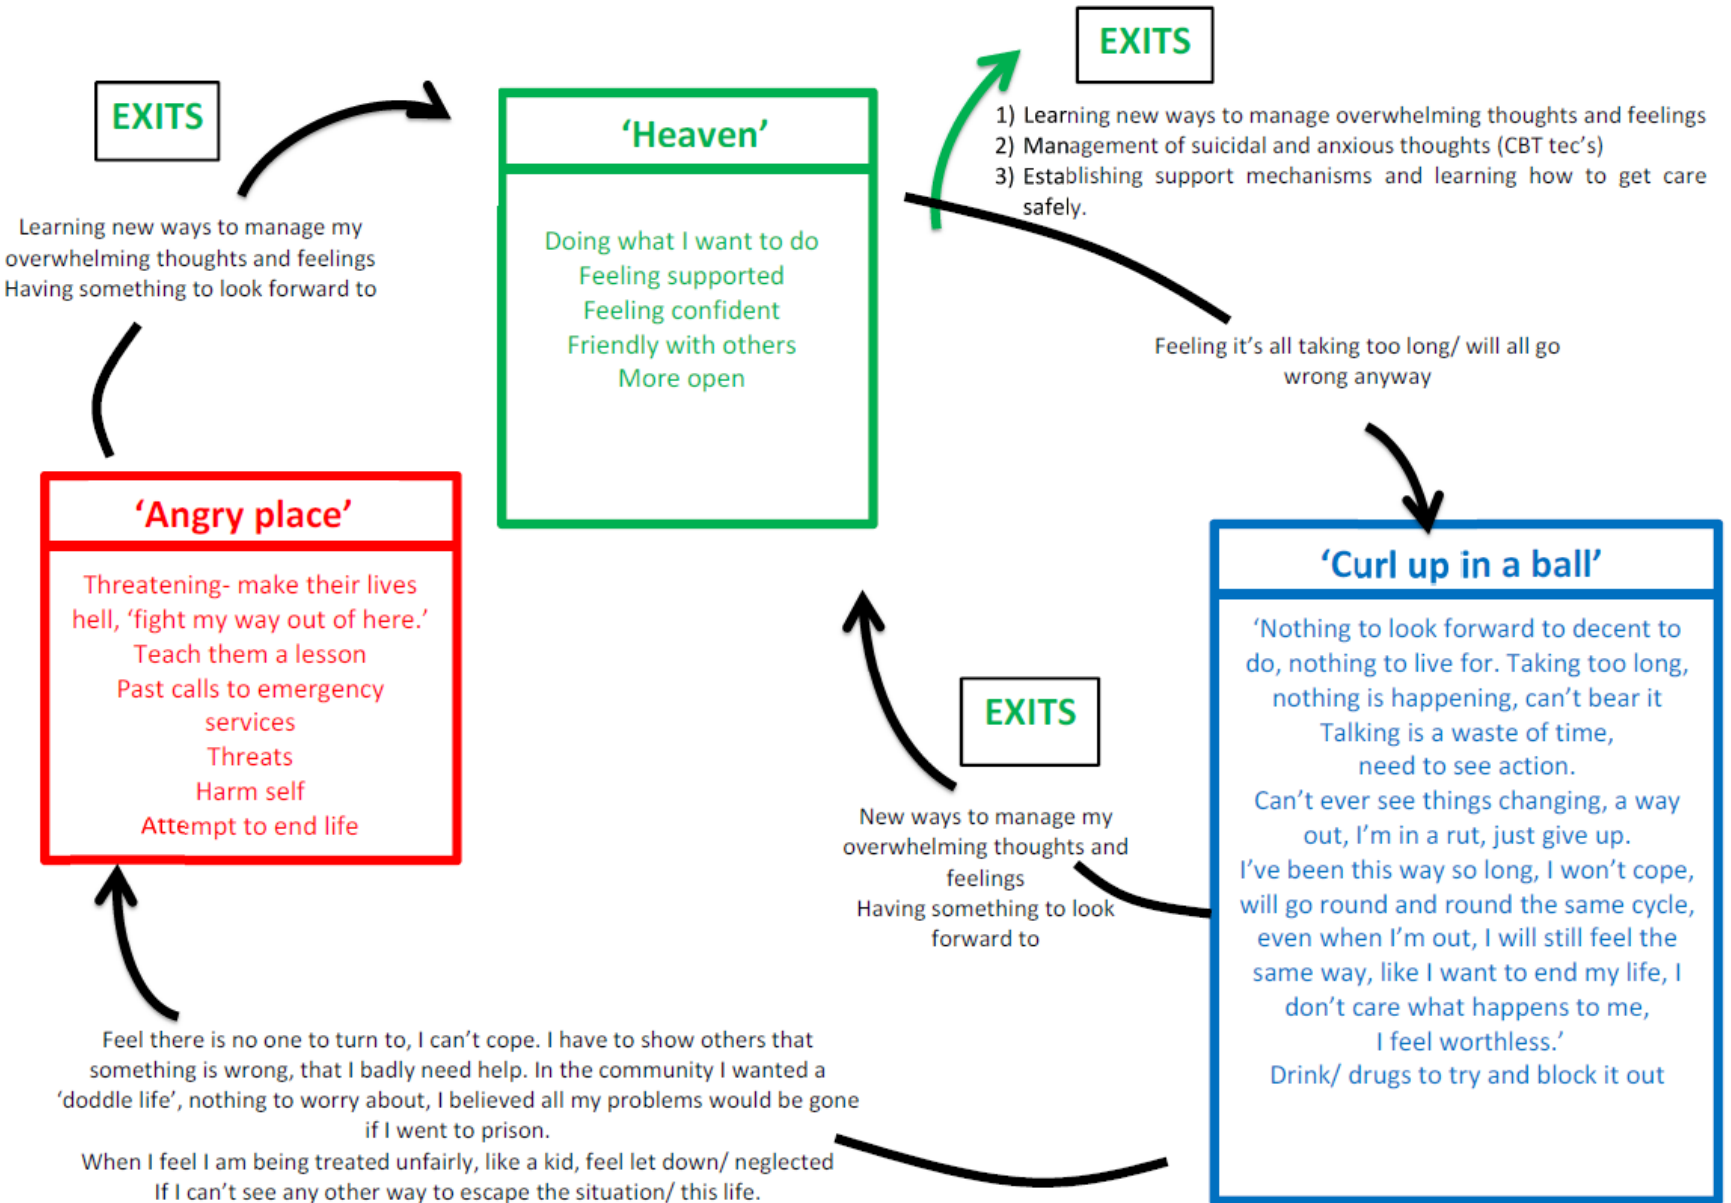 EXITS
1) Learning new ways to manage overwhelming thoughts and feelings
2) Management of suicidal and anxious thoughts (CBT tec's)
3) Establishing support mechanisms and learning how to get care
safely.
EXITS
Learning new ways to manage my
overwhelming thoughts and feelings
Having something to look forward to
'Heaven'
Doing what I want to do
Feeling supported
Feeling confident
Friendly with others
More open
Feeling it's all taking too long/ will all go
wrong anyway
'Angry place'
Threatening- make their lives
hell, 'fight my way out of here.'
Teach them a lesson
Past calls to emergency
services
Threats
Harm self
Attempt to end life
'Curl up in a ball'
'Nothing to look forward to decent to
do, nothing to live for. Taking too long,
nothing is happening, can't bear it
Talking is a waste of time,
need to see action.
Can't ever see things changing, a way
out, I'm in a rut, just give up.
I've been this way so long, I won't cope,
will go round and round the same cycle,
even when I'm out, I will still feel the
same way, like I want to end my life, I
don't care what happens to me,
I feel worthless.'
Drink/ drugs to try and block it out
EXITS
New ways to manage my
overwhelming thoughts and
feelings
Having something to look
forward to
Feel there is no one to turn to, I can't cope. I have to show others that
something is wrong, that I badly need help. In the community I wanted a
'doddle life', nothing to worry about, I believed all my problems would be gone
if I went to prison.
When I feel I am being treated unfairly, like a kid, feel let down/ neglected
If I can't see any other way to escape the situation/ this life.